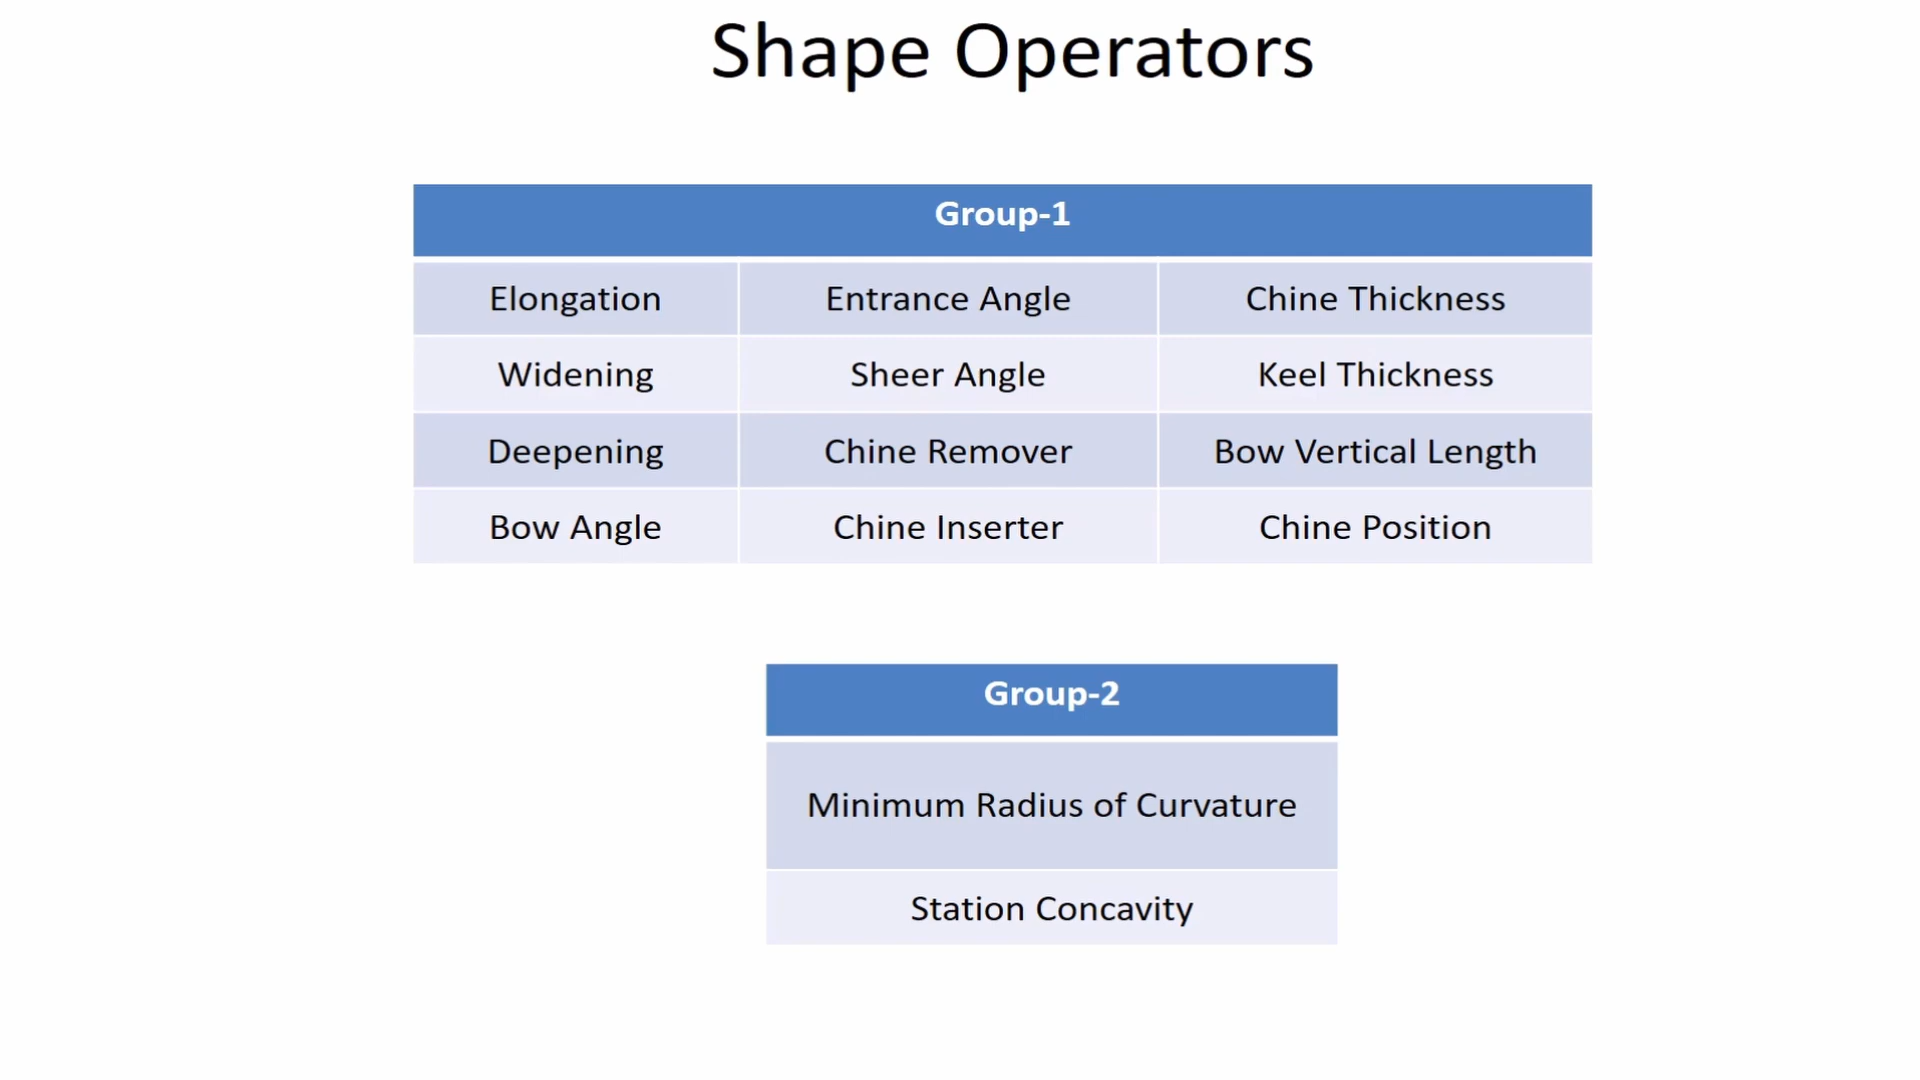 Shape Operators
Group-1
Elongation Entrance Angle Chine Thickness
Widening Sheer Angle Keel Thickness
Deepening Chine Remover Bow Vertical Length
Bow Angle Chine Inserter Chine Position
Group-2
Minimum Radius of Curvature
Station Concavity